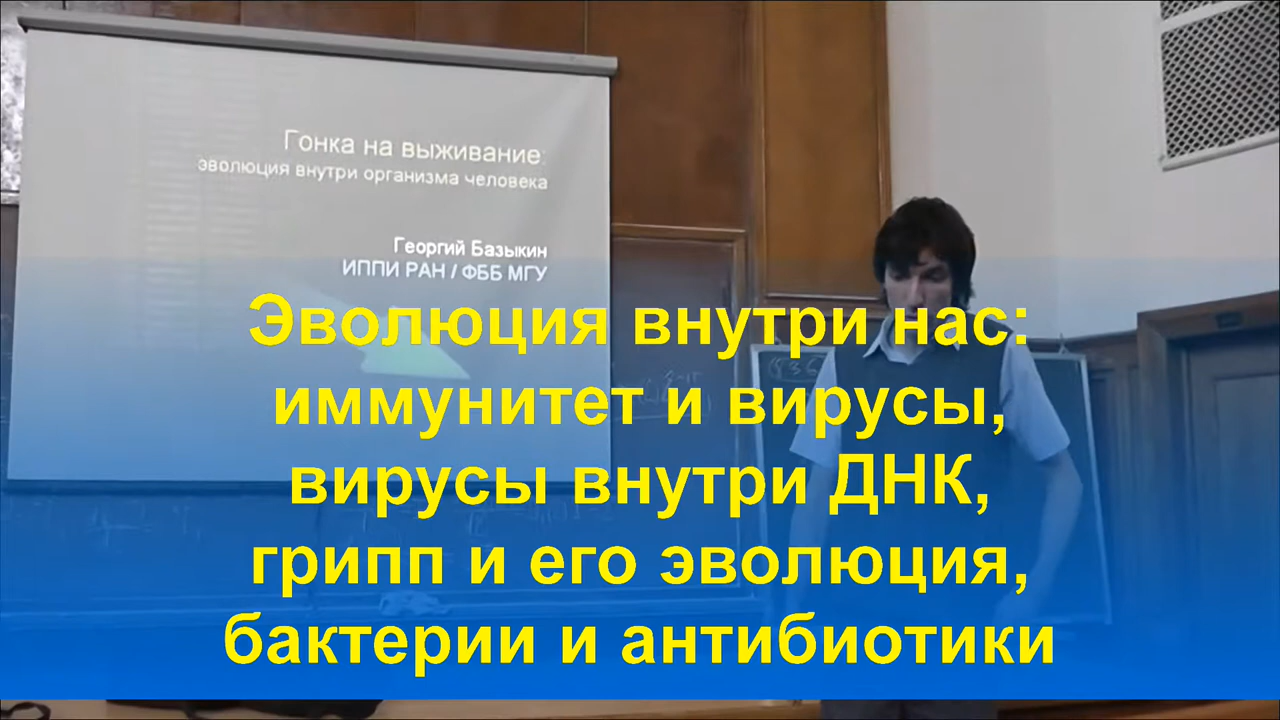 Гонка на выживание:
эволюция внутри организма человека
Георгий Базыкин
ИППИ РАН / ФББ МГУ
Эволюция внутри нас:
иммунитет и вирусы,
вирусы внутри ДНК,
грипп и его эволюция,
бактерии и антибиотики